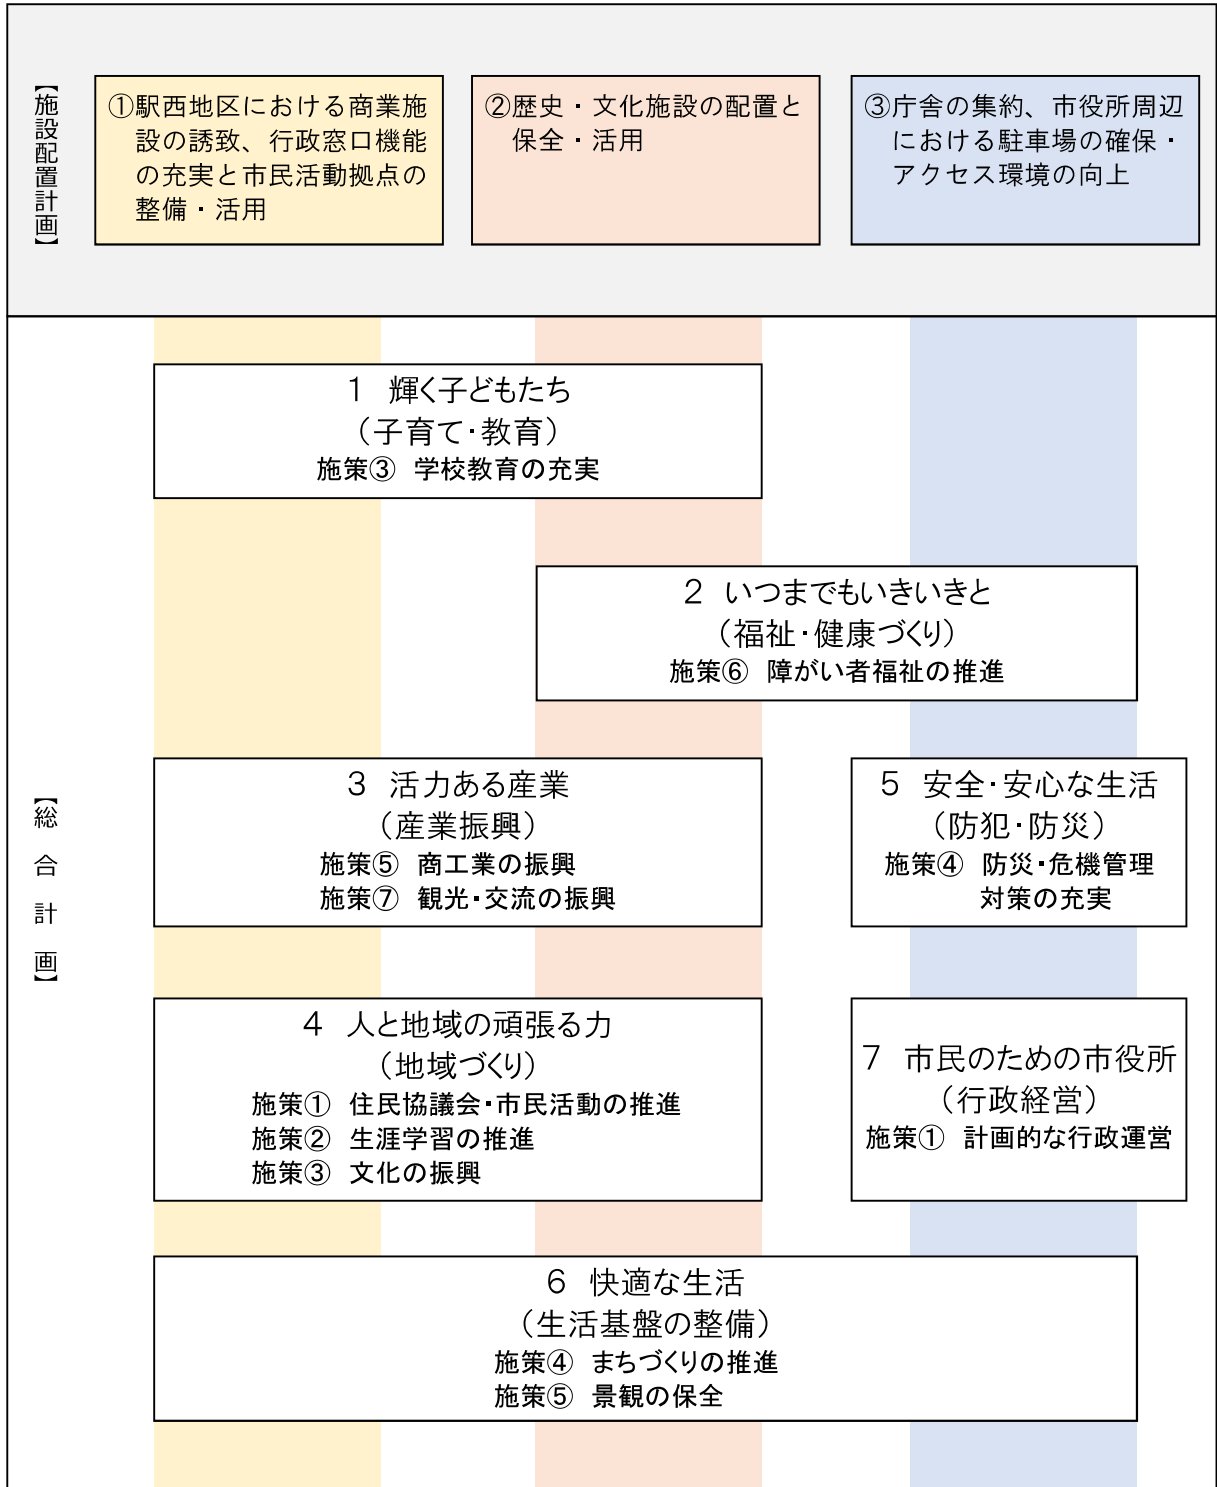 【施設配置計画】
①駅西地区における商業施
設の誘致、行政窓口機能
の充実と市民活動拠点の
整備・活用
②歴史・文化施設の配置と
保全・活用
③庁舎の集約、市役所周辺
における駐車場の確保・
アクセス環境の向上
【総合計画】
1 輝く子どもたち
（子育て・教育）
施策③ 学校教育の充実
2 いつまでもいきいきと
（福祉・健康づくり）
施策⑥ 障がい者福祉の推進
3 活力ある産業
（産業振興）
施策⑤ 商工業の振興
施策⑦ 観光・交流の振興
5 安全・安心な生活
（防犯・防災）
施策④ 防災・危機管理
対策の充実
4 人と地域の頑張る力
（地域づくり）
施策① 住民協議会・市民活動の推進
施策② 生涯学習の推進
施策③ 文化の振興
7 市民のための市役所
（行政経営）
施策① 計画的な行政運営
6 快適な生活
（生活基盤の整備）
施策④ まちづくりの推進
施策⑤ 景観の保全